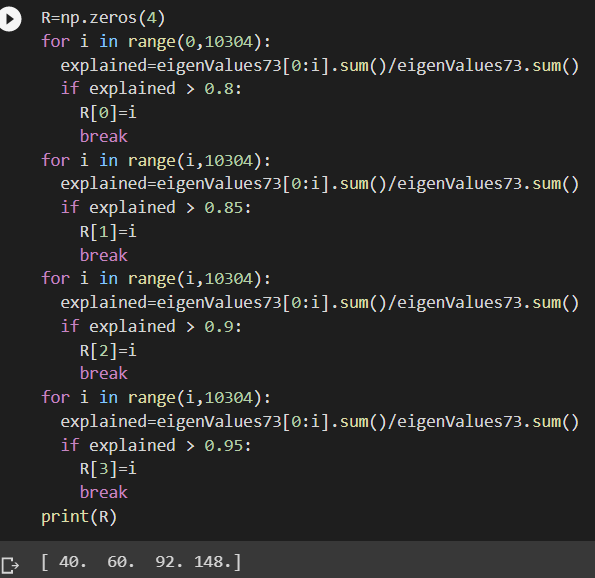 R=np.zeros(4)
for i in range(0,10304):
  explained=eigenValues73[0:i].sum()/eigenValues73.sum()
  if explained > 0.8:
    R[0]=i
    break
for i in range(i,10304):
  explained=eigenValues73[0:i].sum()/eigenValues73.sum()
  if explained > 0.85:
    R[1]=i
    break
for i in range(i,10304):
  explained=eigenValues73[0:i].sum()/eigenValues73.sum()
  if explained > 0.9:
    R[2]=i
    break
for i in range(i,10304):
  explained=eigenValues73[0:i].sum()/eigenValues73.sum()
  if explained > 0.95:
    R[3]=i
    break
print(R)
[ 40.  60.  92. 148.]